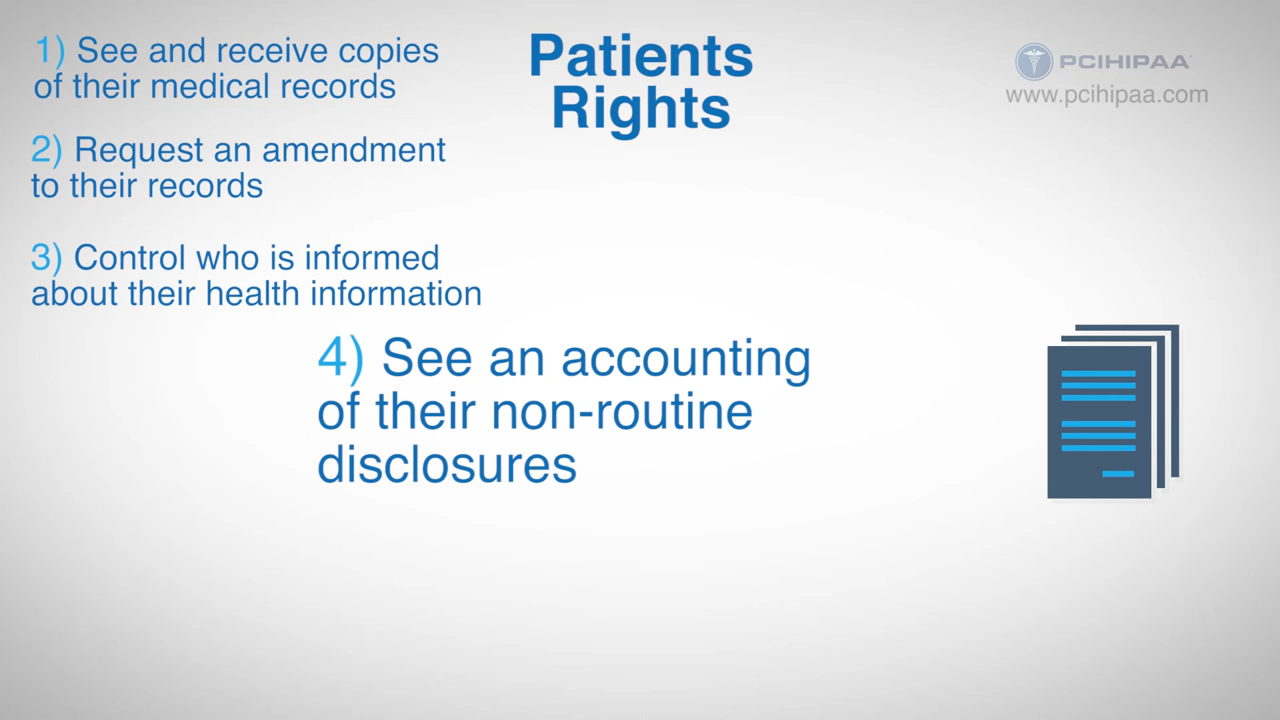 Patients
Rights
PCIHIPAA
www.pcihipaa.com
1) See and receive copies
of their medical records
2) Request an amendment
to their records
3) Control who is informed
about their health information
4) See an accounting
of their non-routine
disclosures